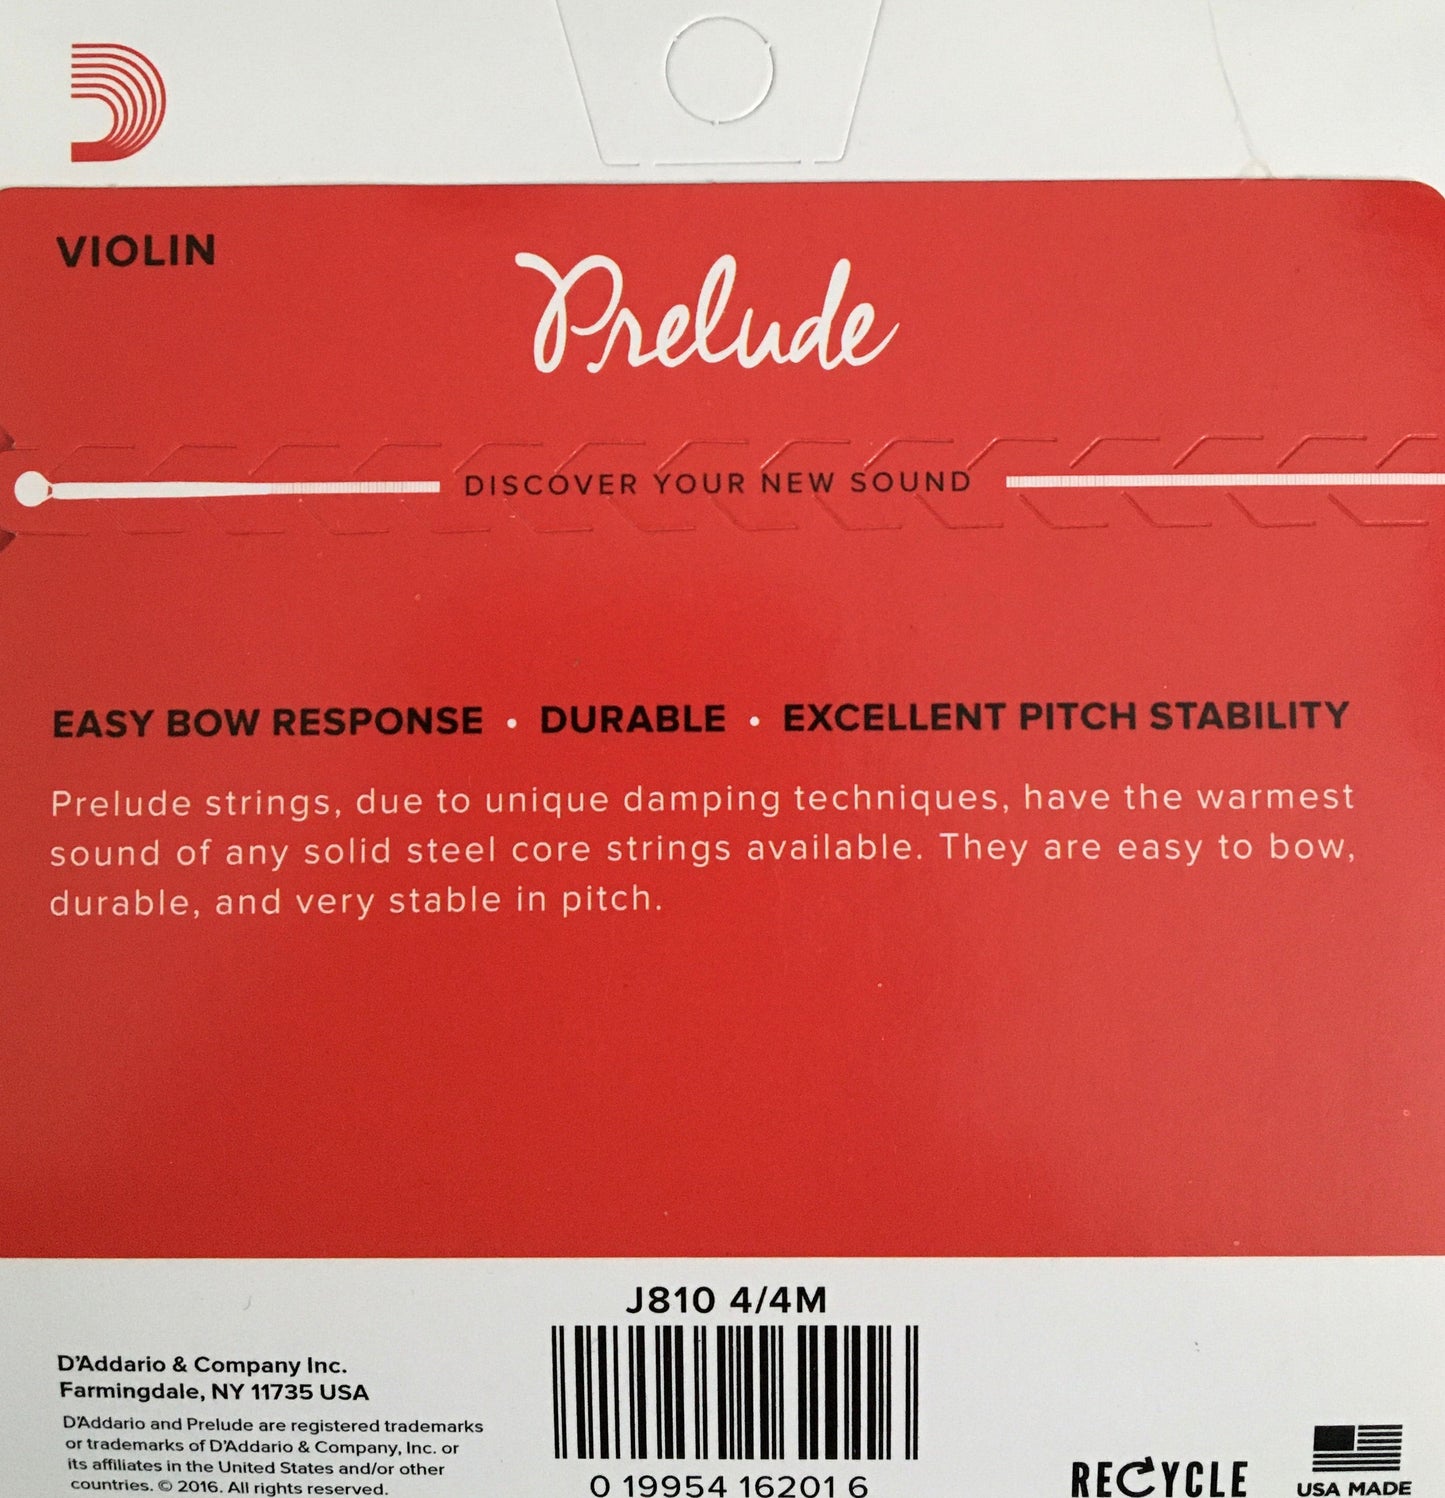 VIOLIN
Prelude
DISCOVER YOUR NEW SOUND
EASY BOW RESPONSE • DURABLE • EXCELLENT PITCH STABILITY
Prelude strings, due to unique damping techniques, have the warmest
sound of any solid steel core strings available. They are easy to bow,
durable, and very stable in pitch.
J810 4/4M
D'Addario & Company Inc.
Farmingdale, NY 11735 USA
D'Addario and Prelude are registered trademarks
or trademarks of D'Addario & Company, Inc. or
its affiliates in the United States and/or other
countries. © 2016. All rights reserved.
0 19954 16201 6
RECYCLE
USA MADE